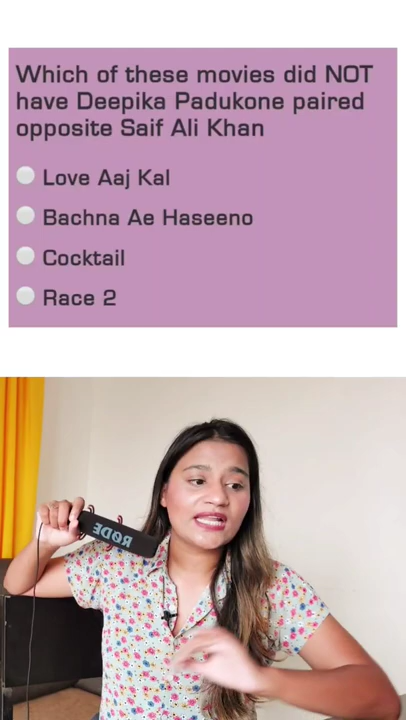 Which of these movies did NOT
have Deepika Padukone paired
opposite Saif Ali Khan
Love Aaj Kal
Bachna Ae Haseeno
Cocktail
Race 2
RØDE